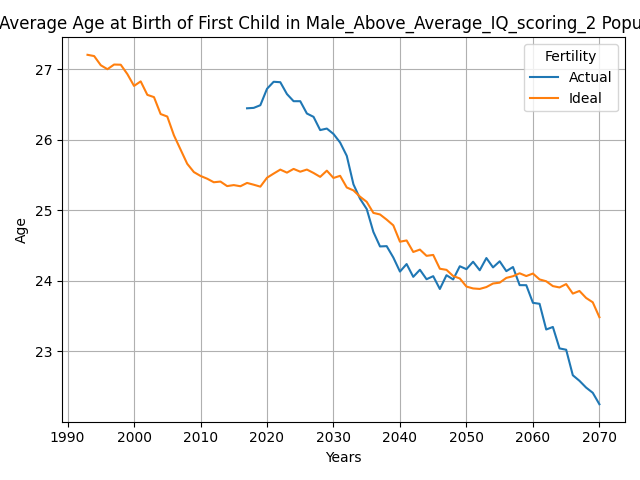 Average Age at Birth of First Child in Male_Above_Average_IQ_scoring_2 Popu
Fertility
Actual
Ideal
27
26
25
24
23
Age
1990 2000 2010 2020 2030 2040 2050 2060 2070
Years